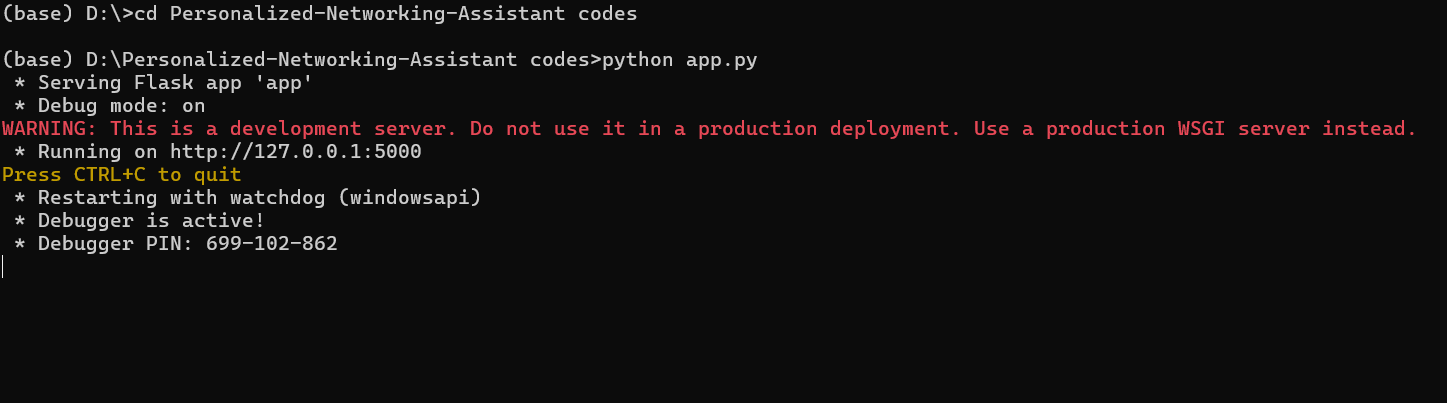 (base) D:\>cd Personalized-Networking-Assistant codes
(base) D:\Personalized-Networking-Assistant codes>python app.py
 * Serving Flask app 'app'
 * Debug mode: on
WARNING: This is a development server. Do not use it in a production deployment. Use a production WSGI server instead.
 * Running on http://127.0.0.1:5000
Press CTRL+C to quit
 * Restarting with watchdog (windowsapi)
 * Debugger is active!
 * Debugger PIN: 699-102-862